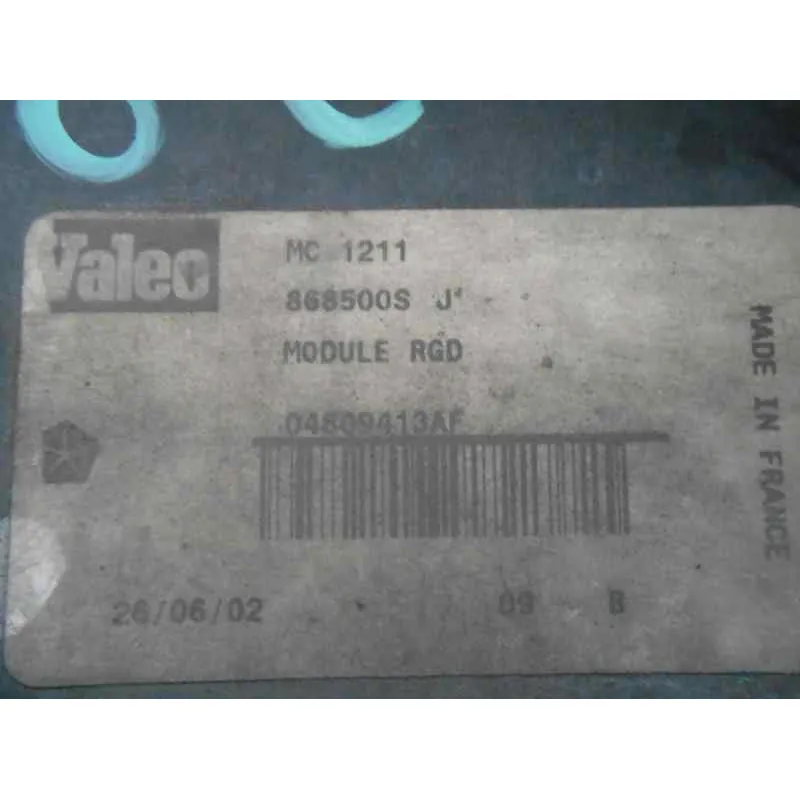 Valeo
MC 1211
868500S J'
MODULE RGD
04809413AF
26/06/02 09 B
MADE IN FRANCE